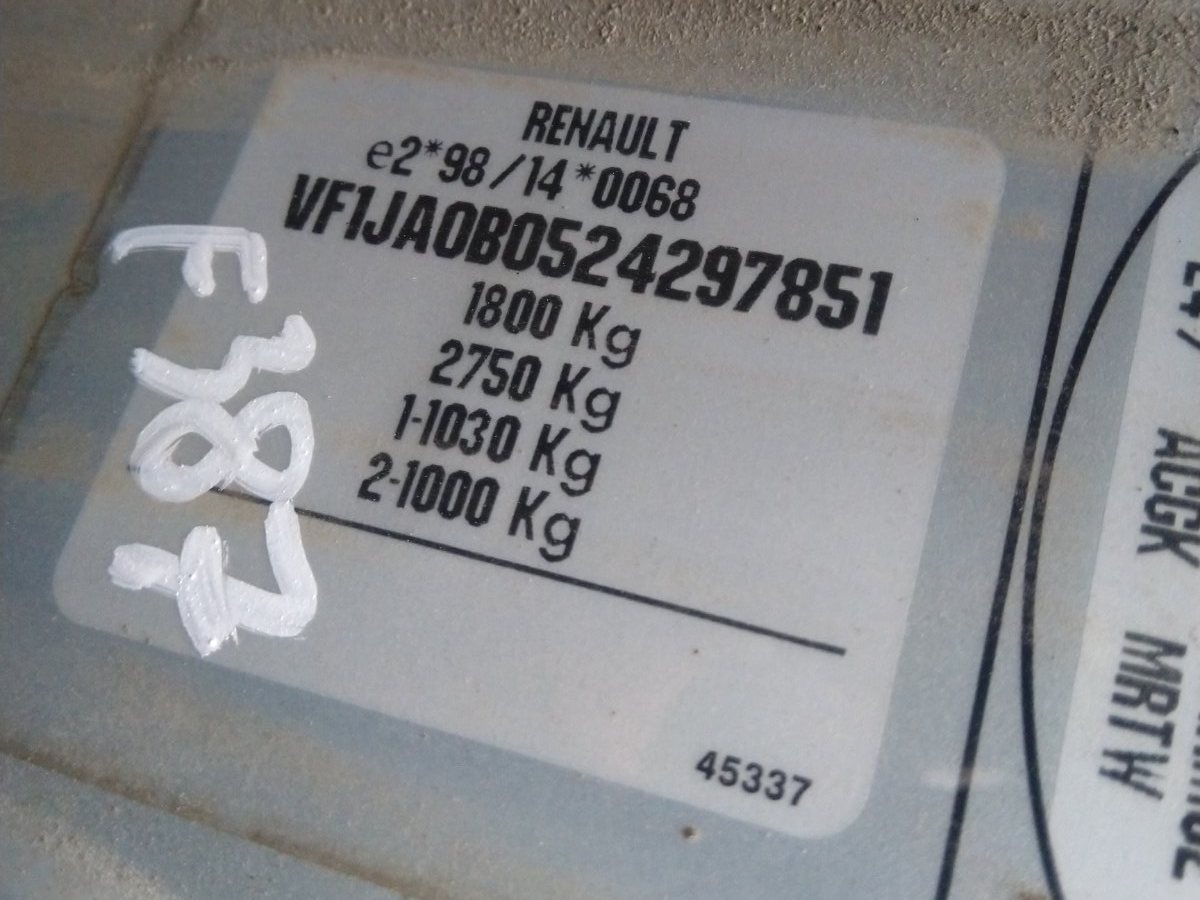 RENAULT
e2*98/14*0068
VF1JA0B0524297851
1800 Kg
2750 Kg
1-1030 Kg
2-1000 Kg
45337
F387
ACGK
MRTW